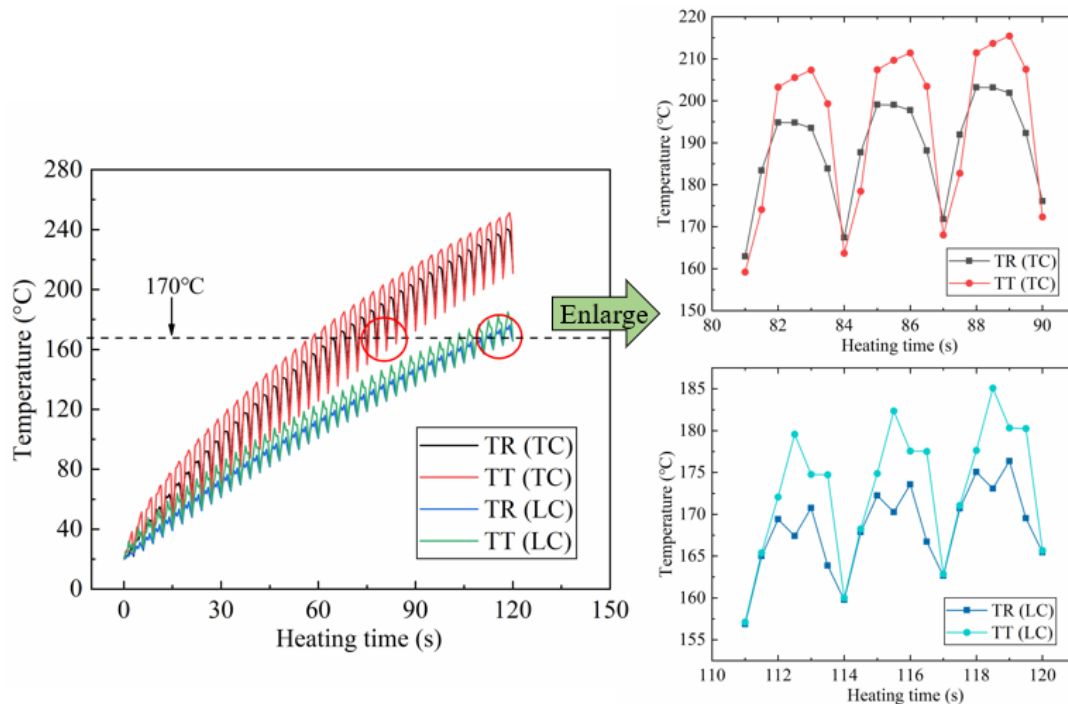 280
240
200
160
120
80
40
0
Temperature (℃)
170℃
TR (TC)
TT (TC)
TR (LC)
TT (LC)
0 30 60 90 120 150
Heating time (s)
Enlarge
220
210
200
190
180
170
160
150
Temperature (℃)
TR (TC)
TT (TC)
80 82 84 86 88 90
Heating time (s)
185
180
175
170
165
160
155
Temperature (℃)
TR (LC)
TT (LC)
110 112 114 116 118 120
Heating time (s)